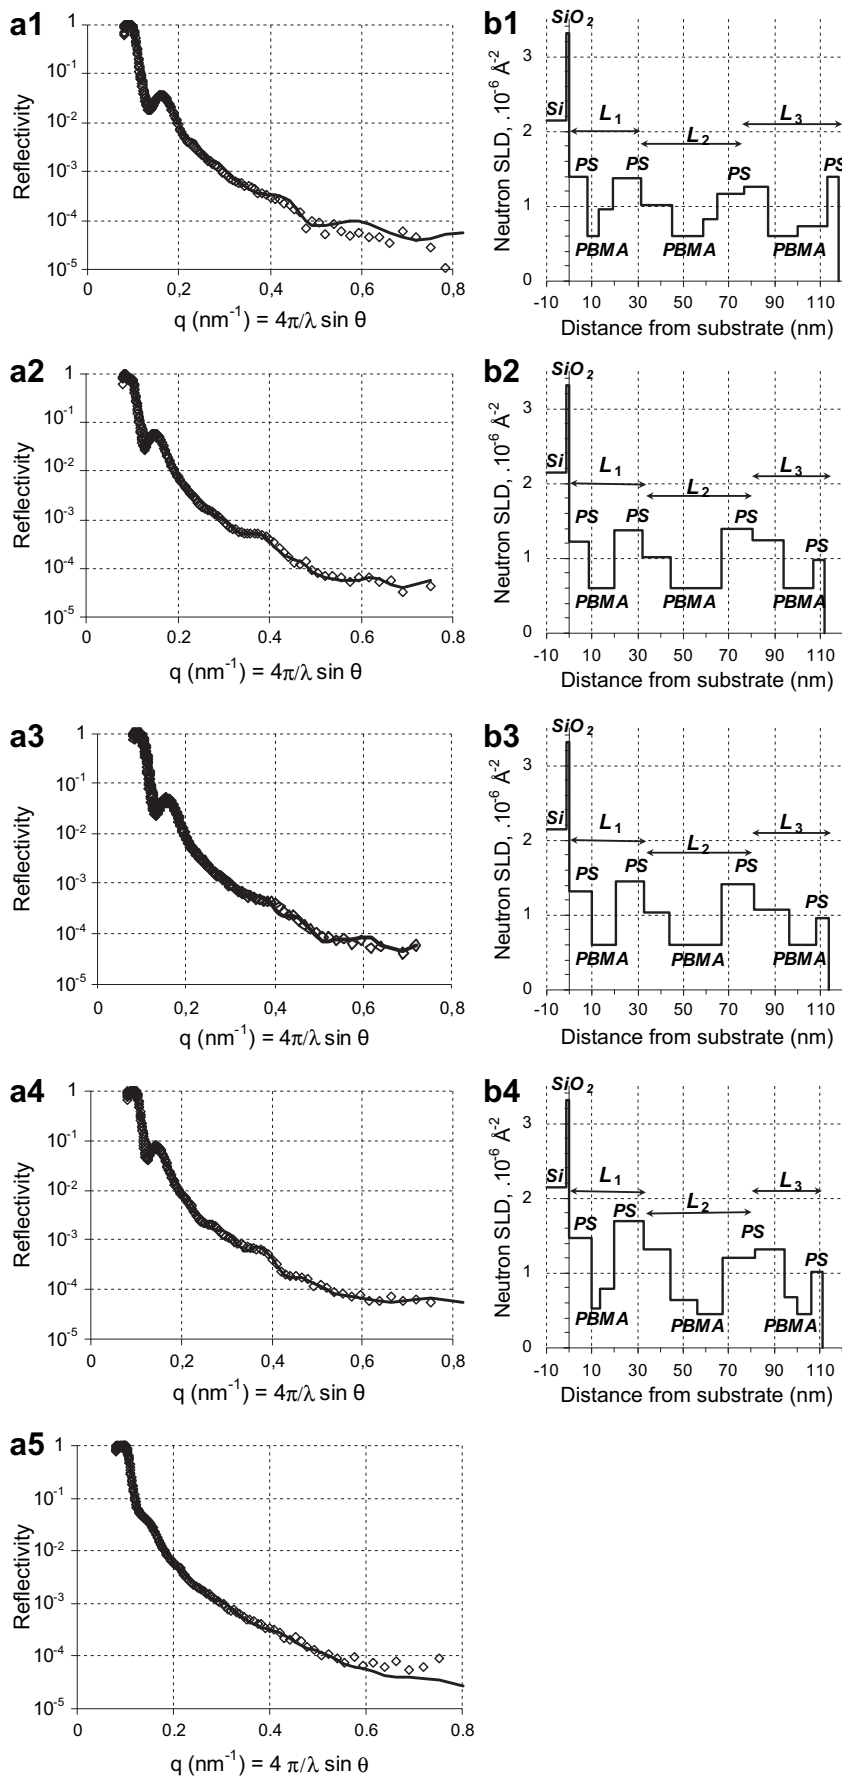 a1
Reflectivity
1
10⁻¹
10⁻²
10⁻³
10⁻⁴
10⁻⁵
0 0,2 0,4 0,6 0,8
q (nm⁻¹) = 4π/λ sin θ
b1
SiO₂
Neutron SLD, .10⁻⁶ Å⁻²
3
2
1
0
Si L₁ L₂ L₃
PS PS PS PS
PBMA PBMA PBMA
-10 10 30 50 70 90 110
Distance from substrate (nm)
a2
Reflectivity
1
10⁻¹
10⁻²
10⁻³
10⁻⁴
10⁻⁵
0 0.2 0.4 0.6 0.8
q (nm⁻¹) = 4π/λ sin θ
b2
SiO₂
Neutron SLD, .10⁻⁶ Å⁻²
3
2
1
0
Si L₁ L₂ L₃
PS PS PS PS
PBMA PBMA PBMA
-10 10 30 50 70 90 110
Distance from substrate (nm)
a3
Reflectivity
1
10⁻¹
10⁻²
10⁻³
10⁻⁴
10⁻⁵
0 0,2 0,4 0,6 0,8
q (nm⁻¹) = 4π/λ sin θ
b3
SiO₂
Neutron SLD, .10⁻⁶ Å⁻²
3
2
1
0
Si L₁ L₂ L₃
PS PS PS PS
PBMA PBMA PBMA
-10 10 30 50 70 90 110
Distance from substrate (nm)
a4
Reflectivity
1
10⁻¹
10⁻²
10⁻³
10⁻⁴
10⁻⁵
0 0,2 0,4 0,6 0,8
q (nm⁻¹) = 4π/λ sin θ
b4
SiO₂
Neutron SLD, .10⁻⁶ Å⁻²
3
2
1
0
Si L₁ L₂ L₃
PS PS PS PS
PBMA PBMA PBMA
-10 10 30 50 70 90 110
Distance from substrate (nm)
a5
Reflectivity
1
10⁻¹
10⁻²
10⁻³
10⁻⁴
10⁻⁵
0 0.2 0.4 0.6 0.8
q (nm⁻¹) = 4 π/λ sin θ